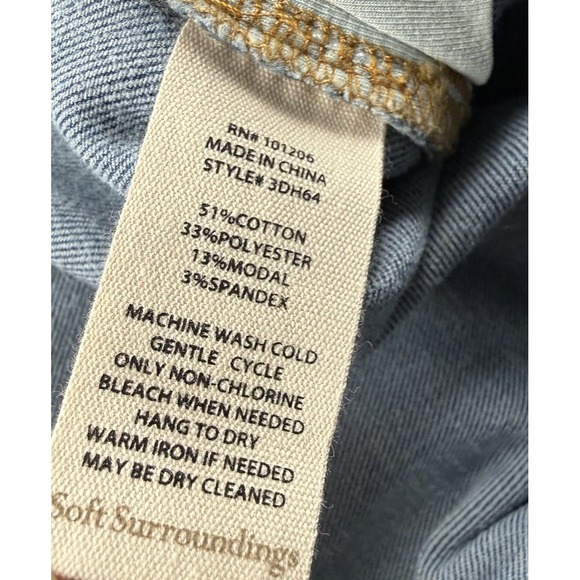 RN# 101206
MADE IN CHINA
STYLE# 3DH64
51%COTTON
33%POLYESTER
13%MODAL
3%SPANDEX
MACHINE WASH COLD
GENTLE CYCLE
ONLY NON-CHLORINE
BLEACH WHEN NEEDED
HANG TO DRY
WARM IRON IF NEEDED
MAY BE DRY CLEANED
Soft Surroundings